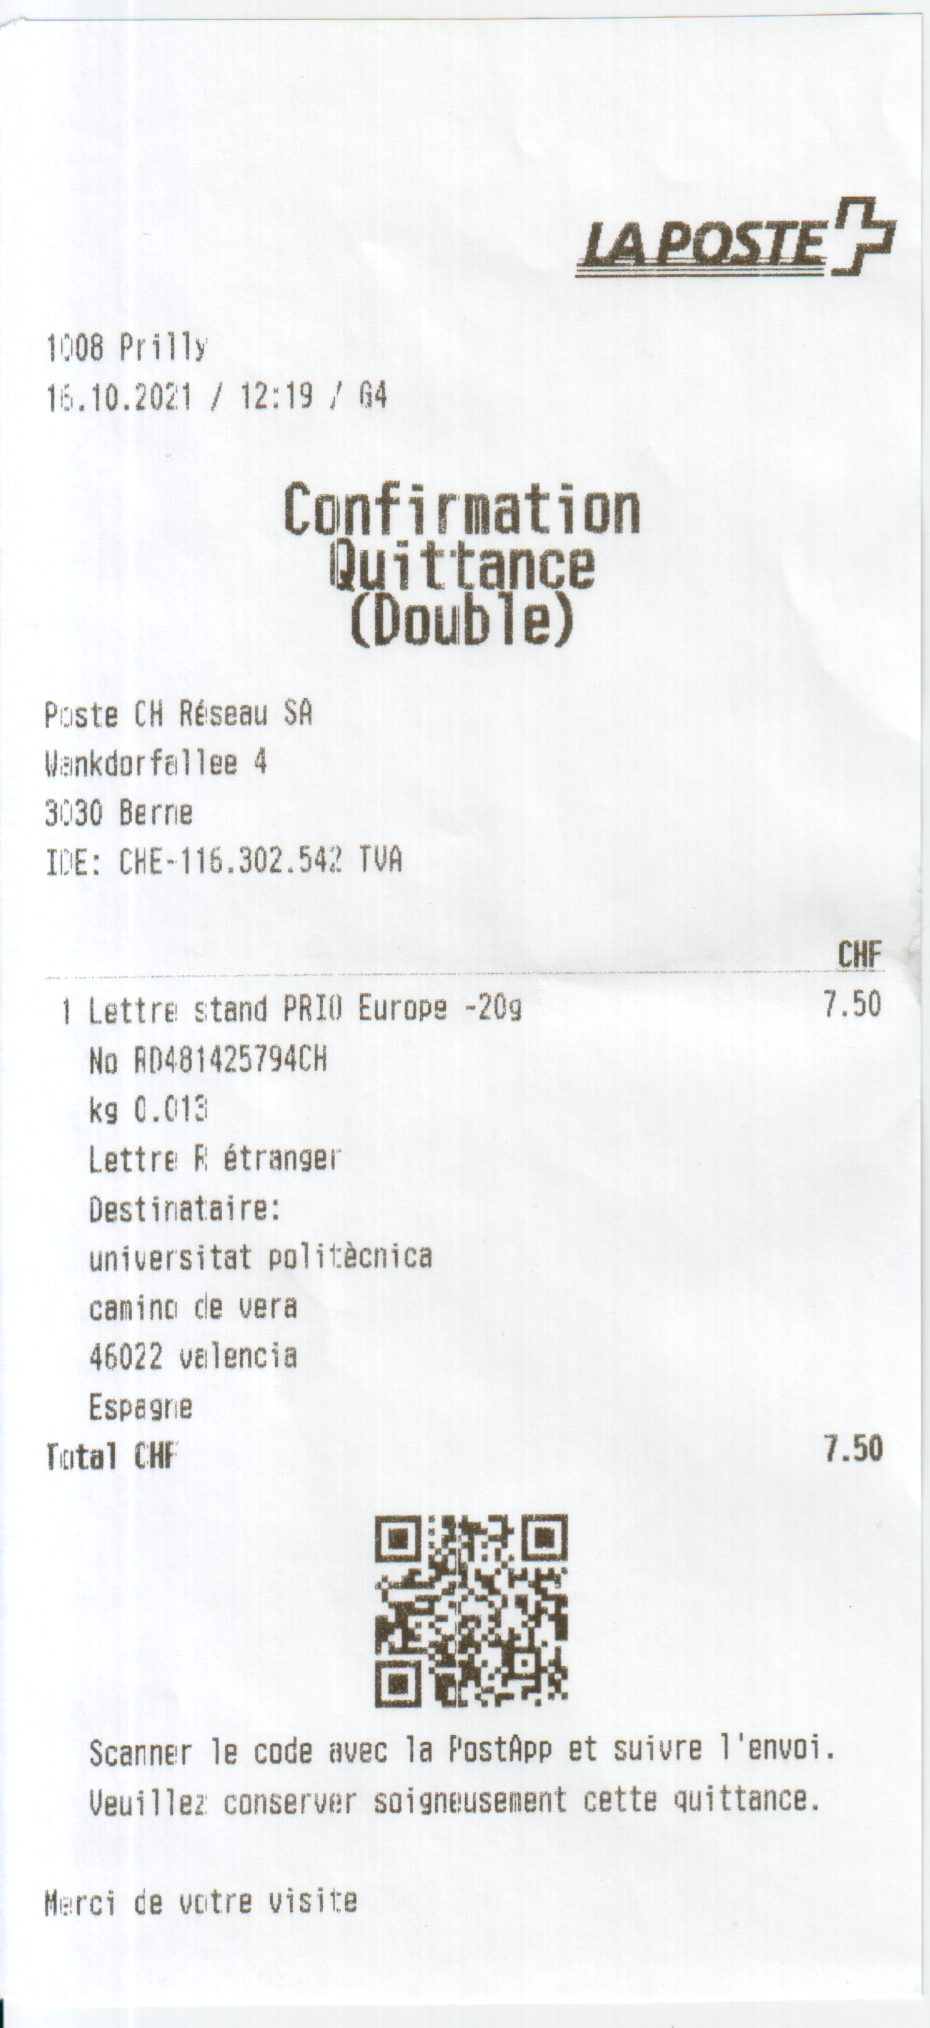 LA POSTE
1008 Prilly
16.10.2021 / 12:19 / G4
Confirmation
Quittance
(Double)
Poste CH Réseau SA
Wankdorfallee 4
3030 Berne
IDE: CHE-116.302.542 TVA
CHF
1 Lettre stand PRIO Europe -20g 7.50
No RD481425794CH
kg 0.013
Lettre R étranger
Destinataire:
universitat politècnica
camino de vera
46022 valencia
Espagne
Total CHF 7.50
Scanner le code avec la PostApp et suivre l'envoi.
Veuillez conserver soigneusement cette quittance.
Merci de votre visite